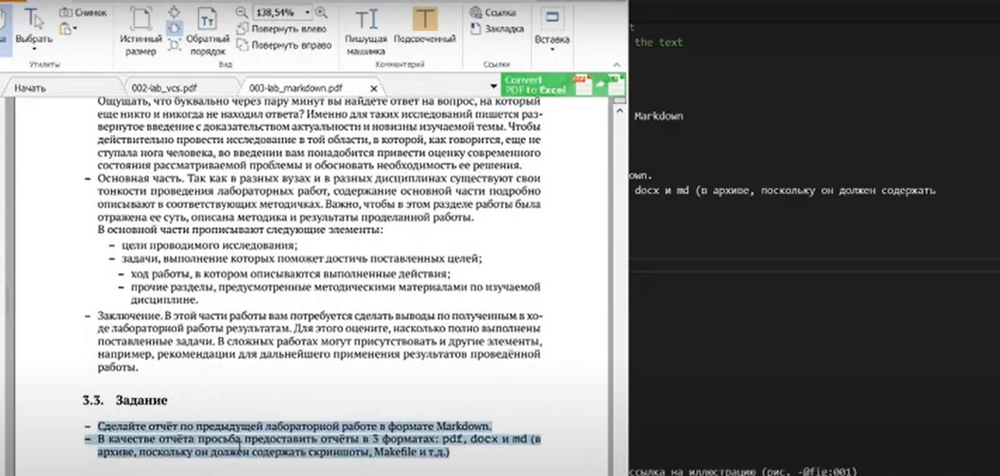 Выбрать
Снимок
Утилиты
Истинный размер
Обратный порядок
138,54%
Повернуть влево
Повернуть вправо
Вид
Пишущая машинка
Подсвеченный
Комментарий
Ссылка
Закладка
Ссылки
Вставка
Начать
002-lab_vcs.pdf
003-lab_markdown.pdf
Convert
PDF to Excel
Ощущать, что буквально через пару минут вы найдете ответ на вопрос, на который
еще никто и никогда не находил ответа? Именно для таких исследований пишется раз-
вернутое введение с доказательством актуальности и новизны изучаемой темы. Чтобы
действительно провести исследование в той области, в которой, как говорится, еще не
ступала нога человека, во введении вам понадобится привести оценку современного
состояния рассматриваемой проблемы и обосновать необходимость ее решения.
– Основная часть. Так как в разных вузах и в разных дисциплинах существуют свои
тонкости проведения лабораторных работ, содержание основной части подробно
описывают в соответствующих методичках. Важно, чтобы в этом разделе работы была
отражена ее суть, описана методика и результаты проделанной работы.
В основной части прописывают следующие элементы:
– цели проводимого исследования;
– задачи, выполнение которых поможет достичь поставленных целей;
– ход работы, в котором описываются выполненные действия;
– прочие разделы, предусмотренные методическими материалами по изучаемой
дисциплине.
– Заключение. В этой части работы вам потребуется сделать выводы по полученным в хо-
де лабораторной работы результатам. Для этого оцените, насколько полно выполнены
поставленные задачи. В сложных работах могут присутствовать и другие элементы,
например, рекомендации для дальнейшего применения результатов проведённой
работы.
3.3. Задание
– Сделайте отчёт по предыдущей лабораторной работе в формате Markdown.
– В качестве отчёта просьба предоставить отчёты в 3 форматах: pdf, docx и md (в
архиве, поскольку он должен содержать скриншоты, Makefile и т.д.)
t
the text
Markdown
own.
docx и md (в архиве, поскольку он должен содержать
ссылка на иллюстрацию (рис. -@fig:001)